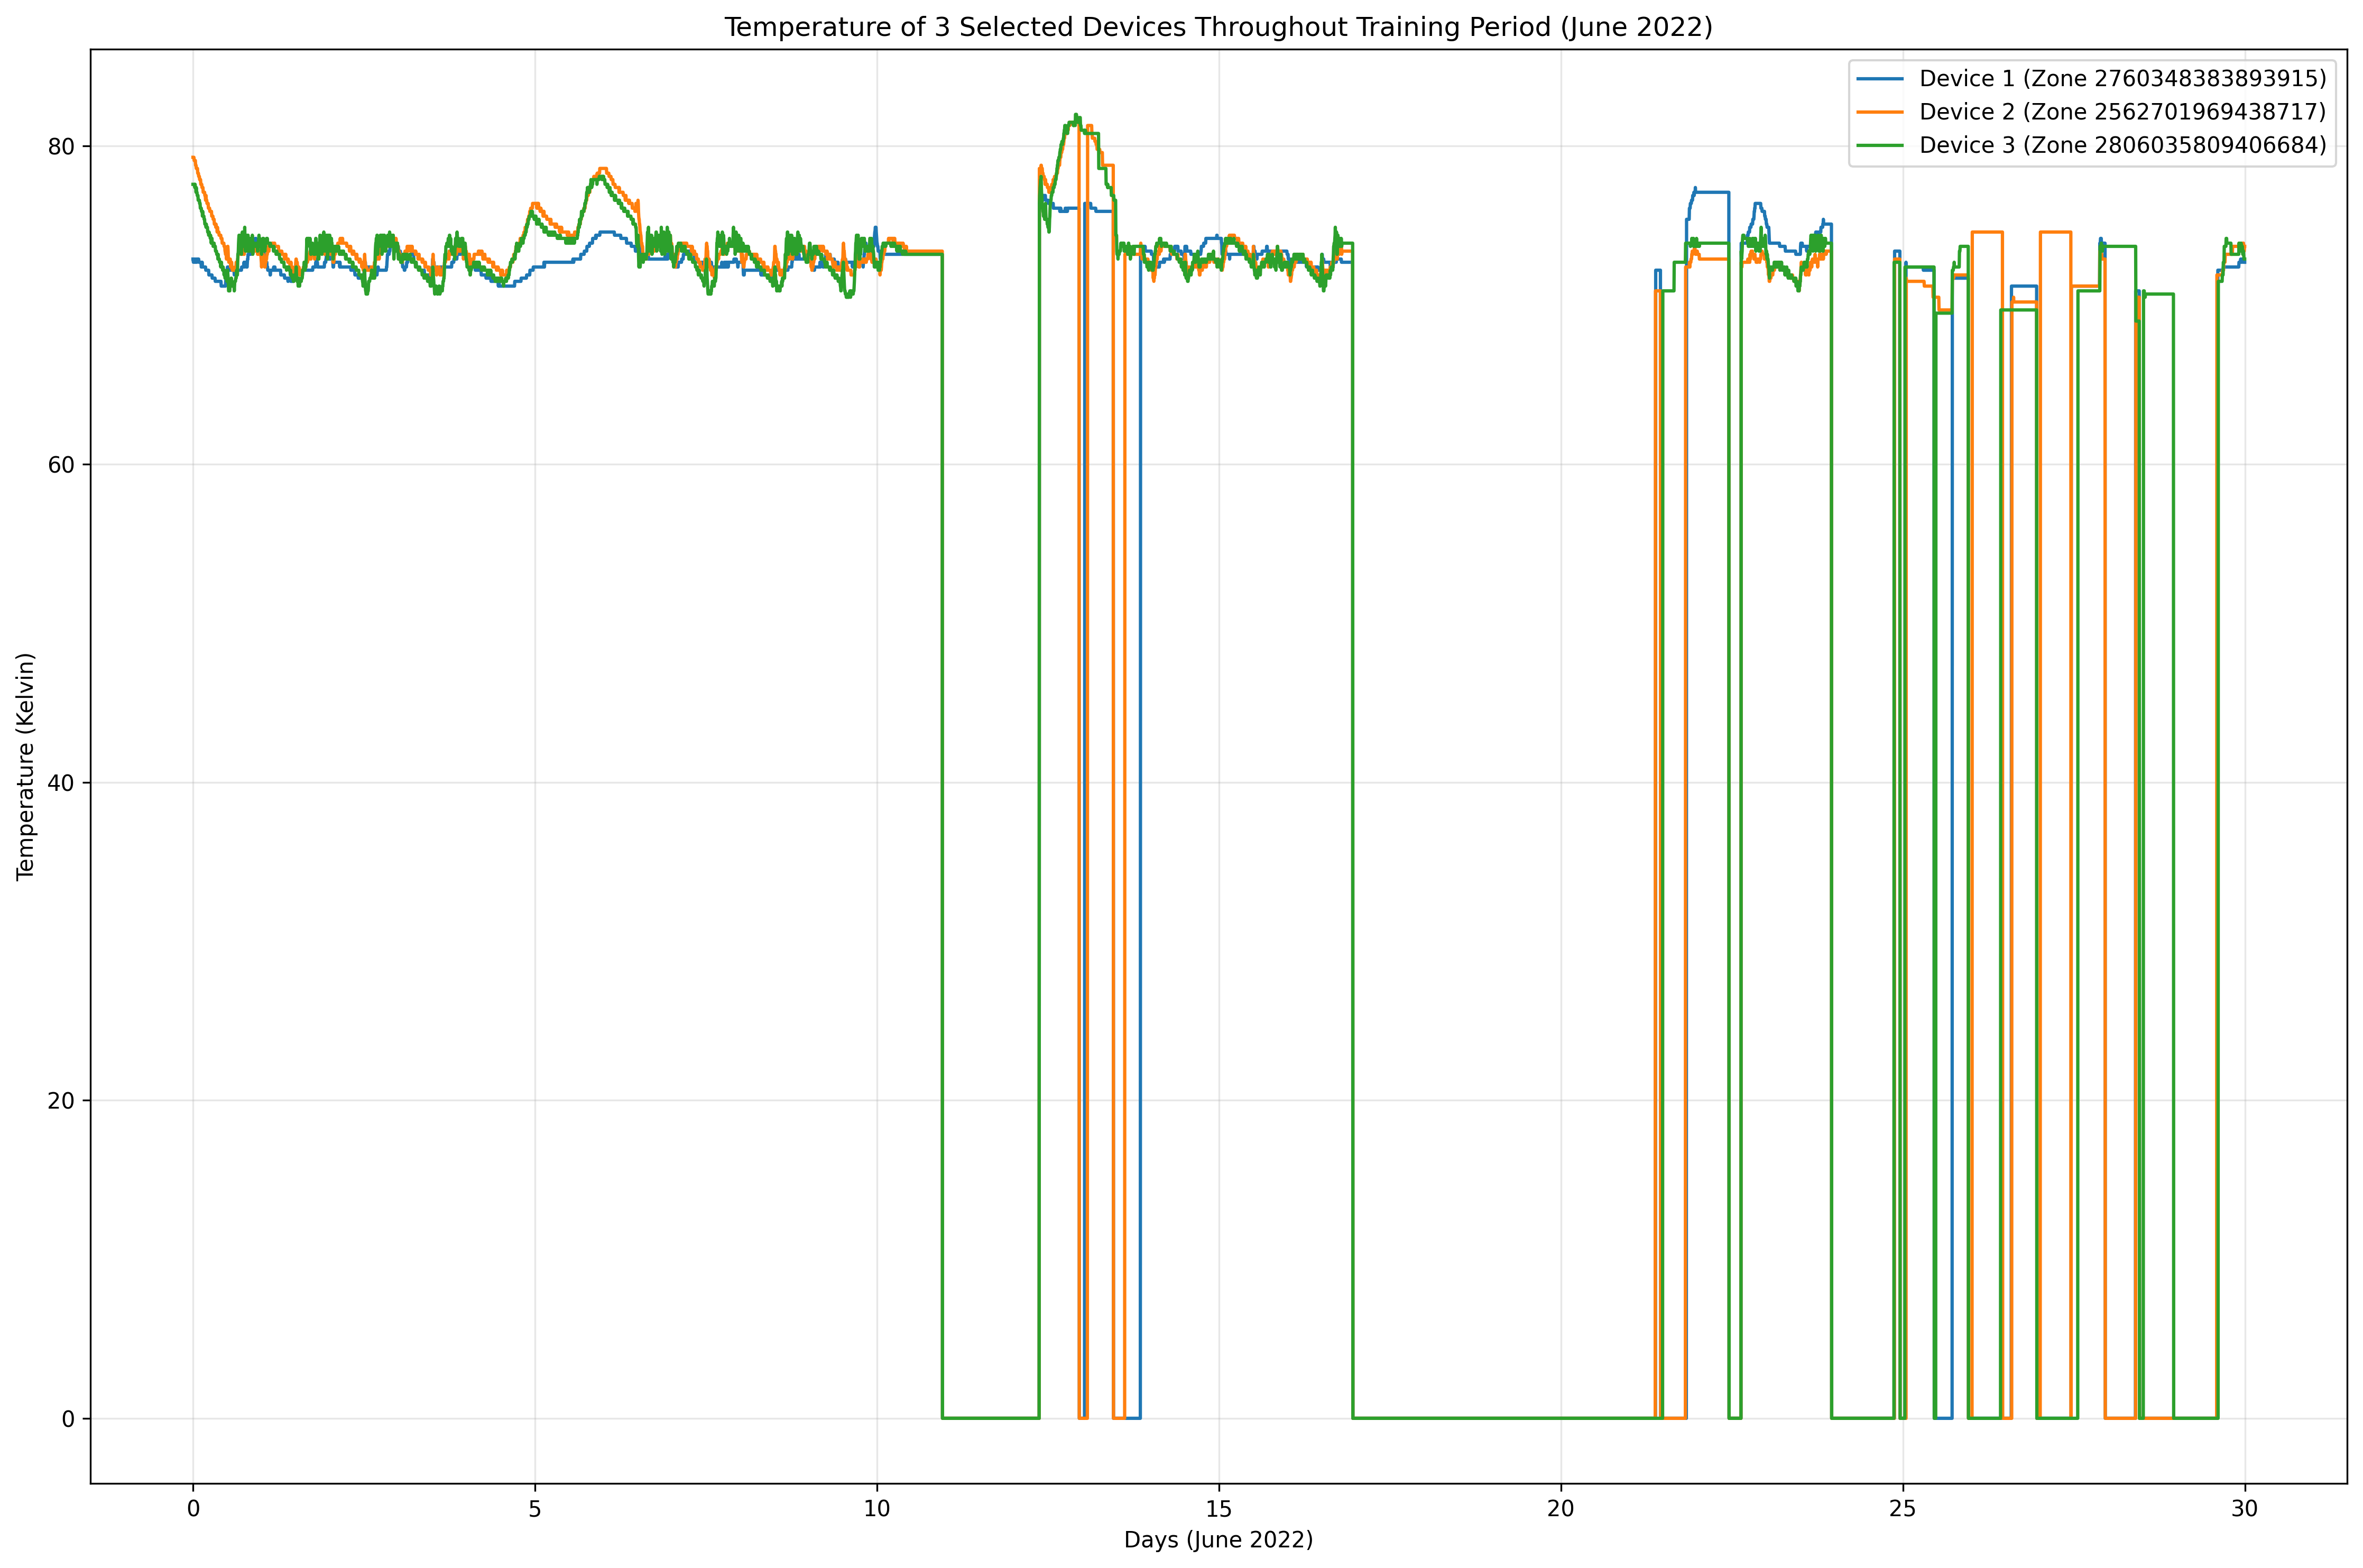 Temperature of 3 Selected Devices Throughout Training Period (June 2022)
Device 1 (Zone 2760348383893915)
Device 2 (Zone 2562701969438717)
Device 3 (Zone 2806035809406684)
Temperature (Kelvin)
80
60
40
20
0
0 5 10 15 20 25 30
Days (June 2022)